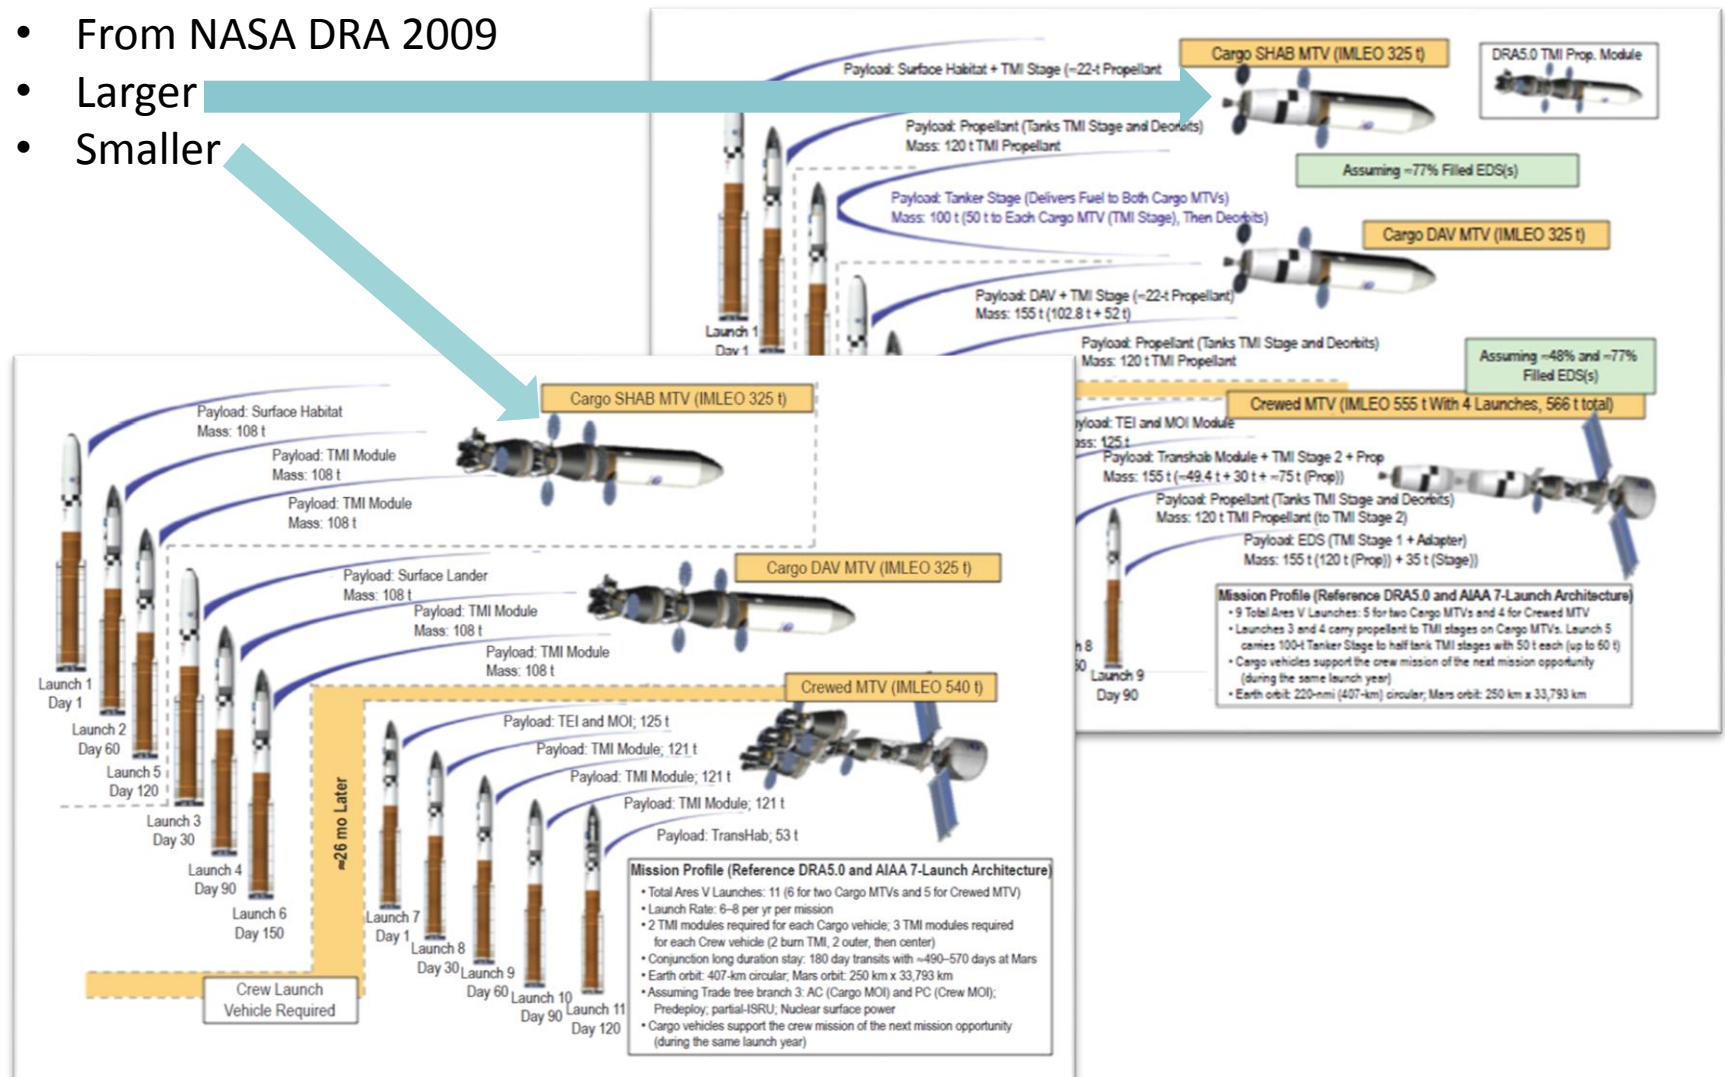 • From NASA DRA 2009
• Larger
• Smaller
Payload: Surface Habitat + TMI Stage (≈22-t Propellant
Cargo SHAB MTV (IMLEO 325 t)
DRA5.0 TMI Prop. Module
Payload: Propellant (Tanks TMI Stage and Deorbits)
Mass: 120 t TMI Propellant
Assuming ≈77% Filled EDS(s)
Payload: Tanker Stage (Delivers Fuel to Both Cargo MTVs)
Mass: 100 t (50 t to Each Cargo MTV (TMI Stage), Then Deorbits)
Cargo DAV MTV (IMLEO 325 t)
Payload: DAV + TMI Stage (≈22-t Propellant)
Mass: 155 t (102.8 t + 52 t)
Launch 1
Day 1
Payload: Propellant (Tanks TMI Stage and Deorbits)
Mass: 120 t TMI Propellant
Assuming ≈48% and ≈77%
Filled EDS(s)
Crewed MTV (IMLEO 555 t With 4 Launches, 566 t total)
yload: TEI and MOI Module
ass: 125 t
Payload: Transhab Module + TMI Stage 2 + Prop
Mass: 155 t (≈49.4 t + 30 t + ≈75 t (Prop))
Payload: Propellant (Tanks TMI Stage and Deorbits)
Mass: 120 t TMI Propellant (to TMI Stage 2)
Payload: EDS (TMI Stage 1 + Adapter)
Mass: 155 t (120 t (Prop)) + 35 t (Stage))
Mission Profile (Reference DRA5.0 and AIAA 7-Launch Architecture)
• 9 Total Ares V Launches: 5 for two Cargo MTVs and 4 for Crewed MTV
• Launches 3 and 4 carry propellant to TMI stages on Cargo MTVs. Launch 5
carries 100-t Tanker Stage to half tank TMI stages with 50 t each (up to 60 t)
• Cargo vehicles support the crew mission of the next mission opportunity
(during the same launch year)
• Earth orbit: 220-nmi (407-km) circular; Mars orbit: 250 km x 33,793 km
h 8
60
Launch 9
Day 90
Cargo SHAB MTV (IMLEO 325 t)
Payload: Surface Habitat
Mass: 108 t
Payload: TMI Module
Mass: 108 t
Payload: TMI Module
Mass: 108 t
Cargo DAV MTV (IMLEO 325 t)
Payload: Surface Lander
Mass: 108 t
Payload: TMI Module
Mass: 108 t
Payload: TMI Module
Mass: 108 t
Launch 1
Day 1
Launch 2
Day 60
Launch 5
Day 120
Launch 3
Day 30
Launch 4
Day 90
Launch 6
Day 150
Crewed MTV (IMLEO 540 t)
Payload: TEI and MOI; 125 t
Payload: TMI Module; 121 t
Payload: TMI Module; 121 t
Payload: TMI Module; 121 t
Payload: TransHab; 53 t
≈26 mo Later
Launch 7
Day 1
Launch 8
Day 30
Launch 9
Day 60
Launch 10
Day 90
Launch 11
Day 120
Crew Launch
Vehicle Required
Mission Profile (Reference DRA5.0 and AIAA 7-Launch Architecture)
• Total Ares V Launches: 11 (6 for two Cargo MTVs and 5 for Crewed MTV)
• Launch Rate: 6–8 per yr per mission
• 2 TMI modules required for each Cargo vehicle; 3 TMI modules required
for each Crew vehicle (2 burn TMI, 2 outer, then center)
• Conjunction long duration stay: 180 day transits with ≈490–570 days at Mars
• Earth orbit: 407-km circular; Mars orbit: 250 km x 33,793 km
• Assuming Trade tree branch 3: AC (Cargo MOI) and PC (Crew MOI);
Predeploy; partial-ISRU; Nuclear surface power
• Cargo vehicles support the crew mission of the next mission opportunity
(during the same launch year)